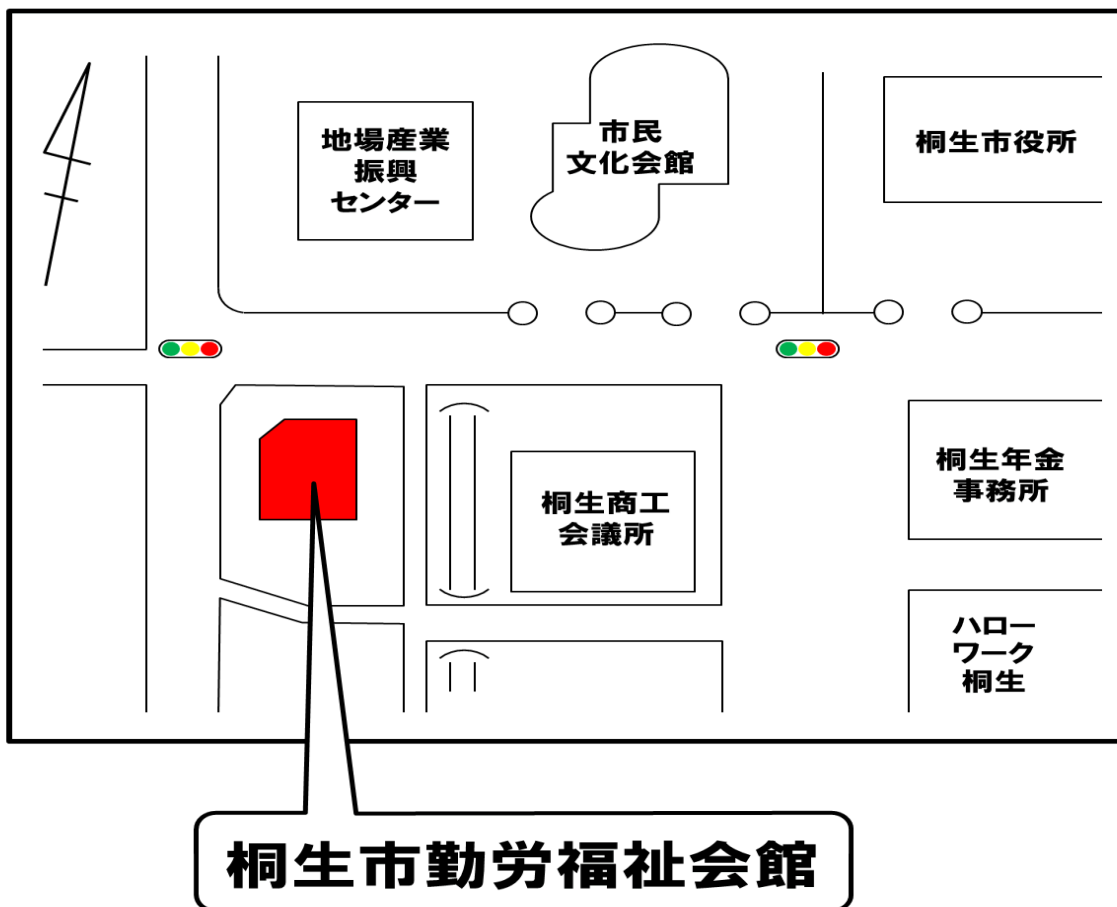 地場産業
振興
センター
市民
文化会館
桐生市役所
桐生商工
会議所
桐生年金
事務所
ハロー
ワーク
桐生
桐生市勤労福祉会館